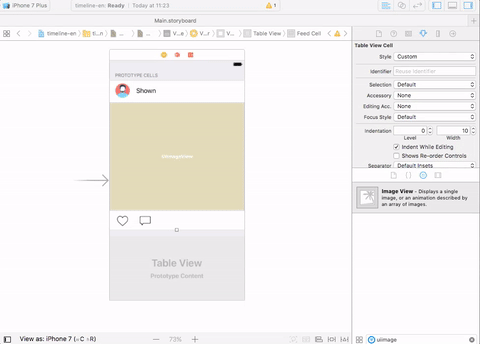 iPhone 7 Plus
timeline-en: Ready | Today at 11:23
1
Main.storyboard
timeline-en
Table View
Feed Cell
Table View Cell
PROTOTYPE CELLS
Shown
UIImageView
Table View
Prototype Content
Style Custom
Identifier Reuse Identifier
Selection Default
Accessory None
Editing Acc. None
Focus Style Default
Indentation 0 10
Level Width
Indent While Editing
Shows Re-order Controls
Separator Default Insets
Image View - Displays a single
image, or an animation described by
an array of images.
View as: iPhone 7 (wC hR)
73%
uiimage